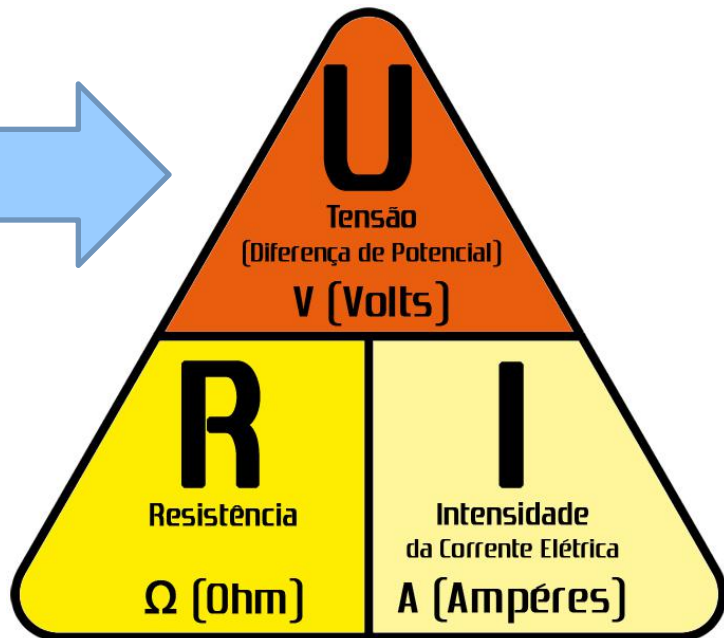 U
Tensão
(Diferença de Potencial)
V (Volts)
R
Resistência
Ω (Ohm)
I
Intensidade
da Corrente Elétrica
A (Ampéres)